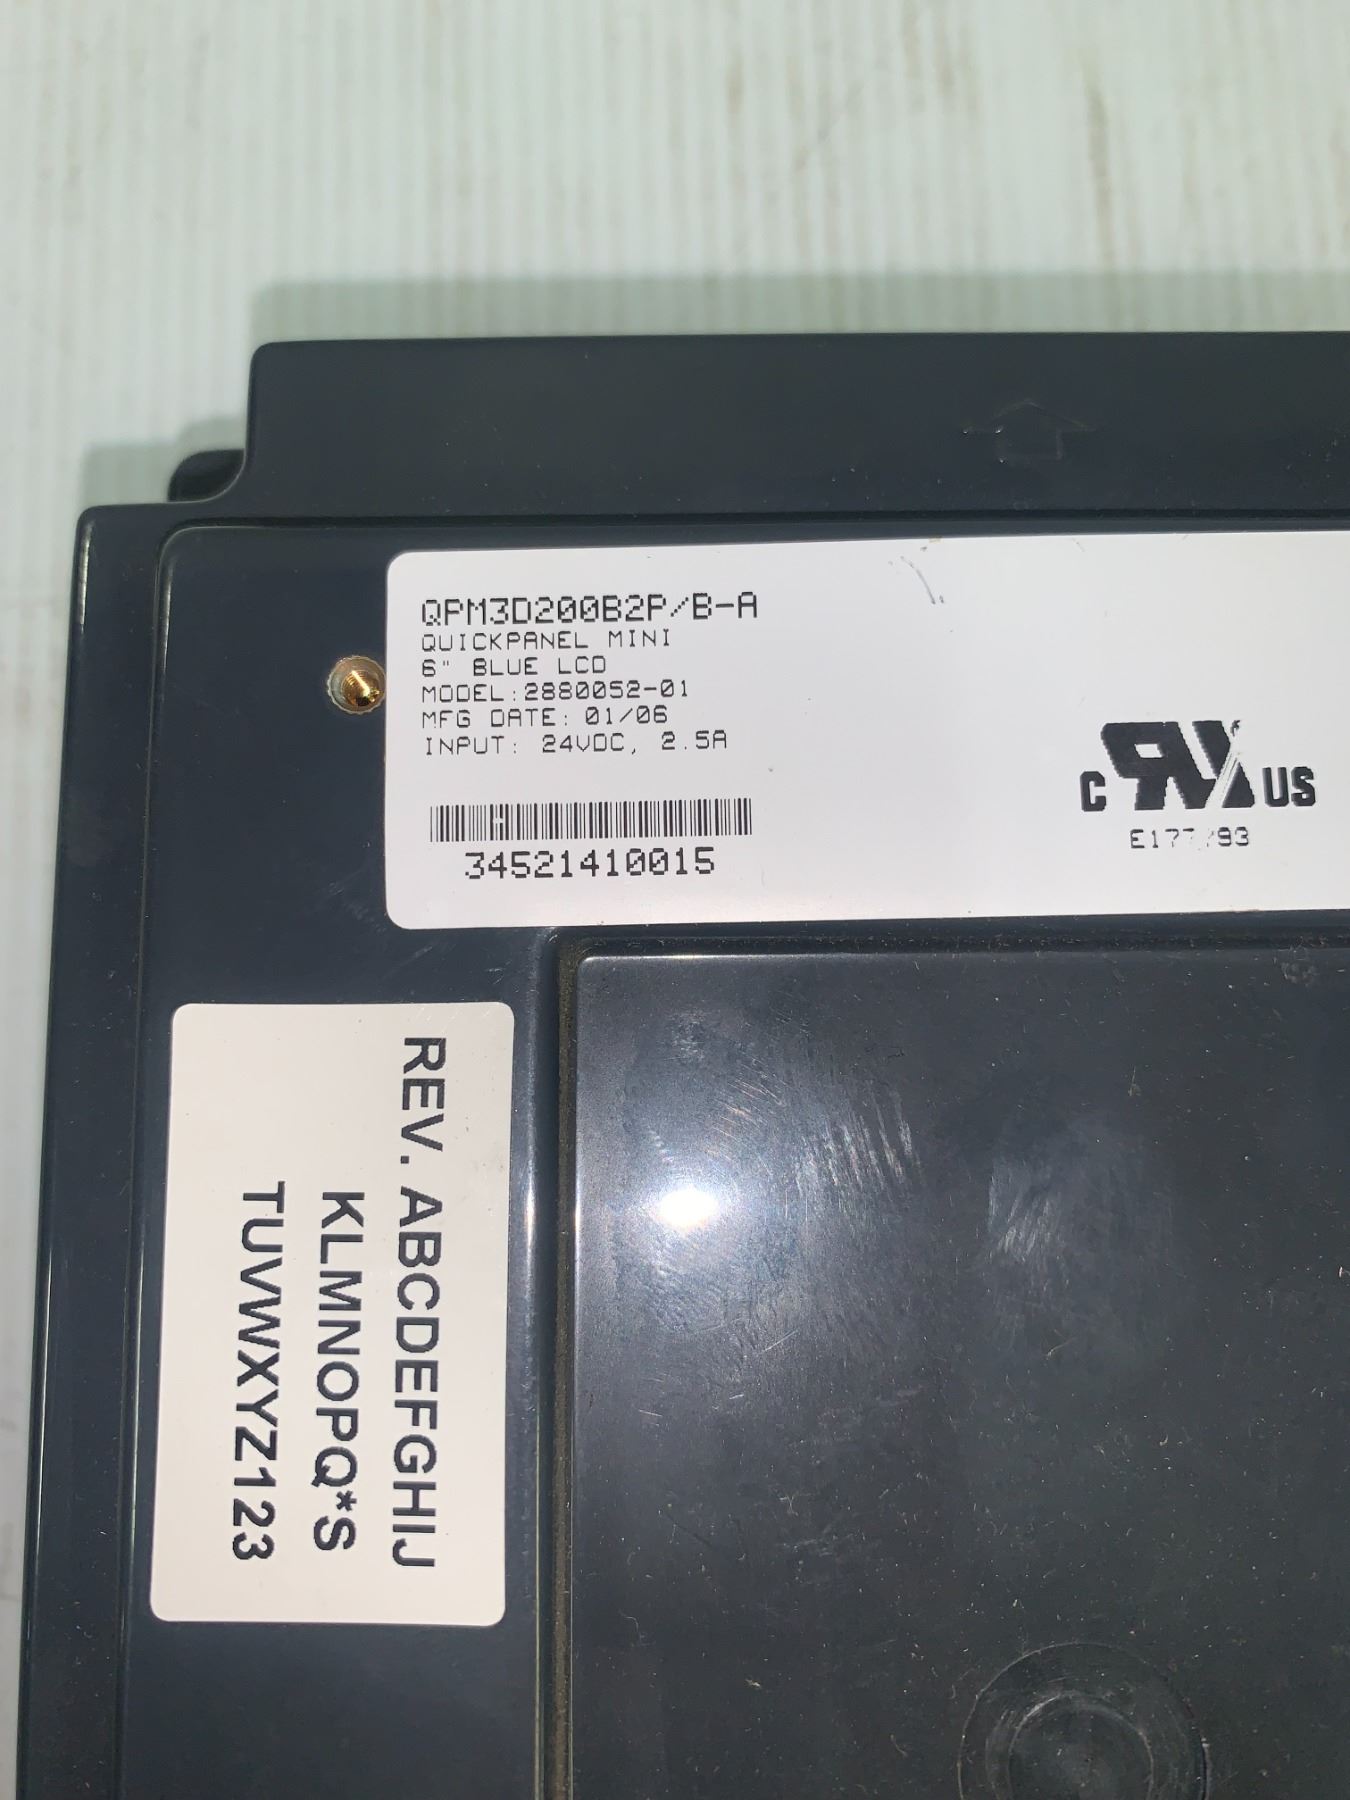 QPM3D200B2P/B-A
QUICKPANEL MINI
6" BLUE LCD
MODEL:2880052-01
MFG DATE: 01/06
INPUT: 24VDC, 2.5A
34521410015
C US
REV. ABCDEFGHIJ
KLMNOPQ*S
TUVWXYZ123